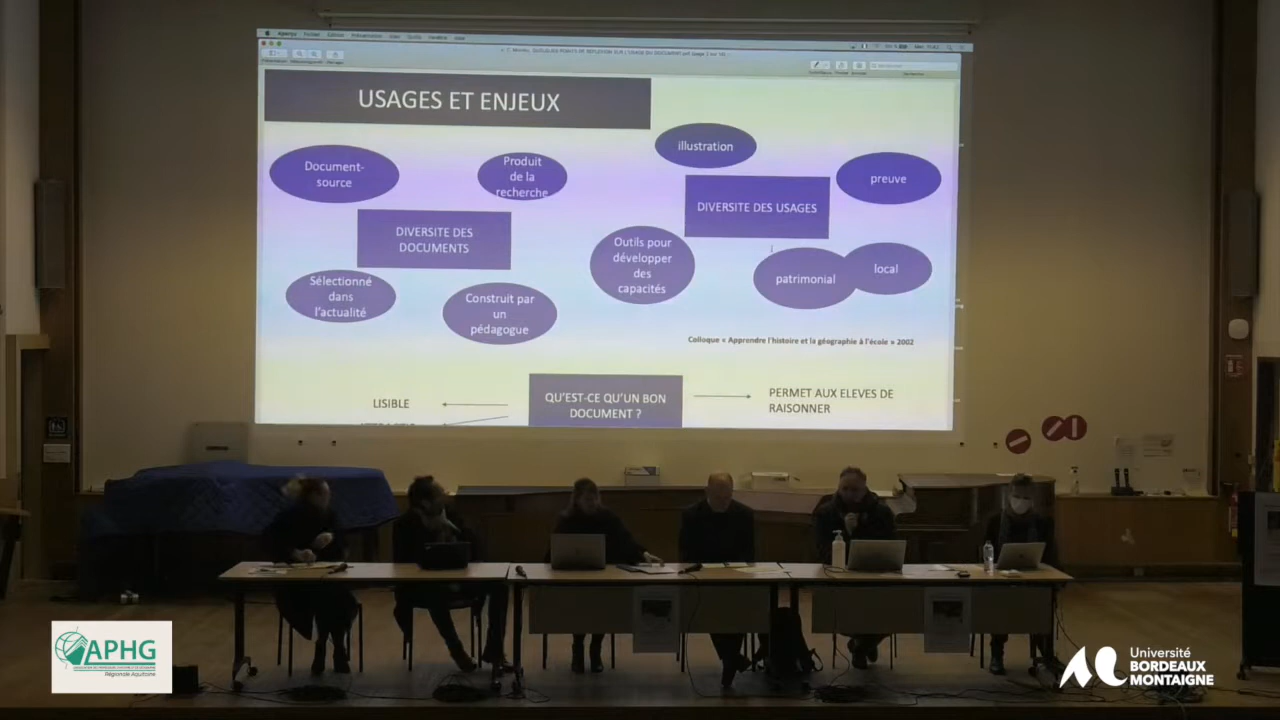 USAGES ET ENJEUX
Document-
source
Produit
de la
recherche
DIVERSITE DES
DOCUMENTS
Sélectionné
dans
l'actualité
Construit par
un
pédagogue
illustration
preuve
DIVERSITE DES USAGES
Outils pour
développer
des
capacités
patrimonial
local
Colloque « Apprendre l'histoire et la géographie à l'école » 2002
LISIBLE
QU'EST-CE QU'UN BON
DOCUMENT ?
PERMET AUX ELEVES DE
RAISONNER
APHG
Régionale Aquitaine
Université
BORDEAUX
MONTAIGNE